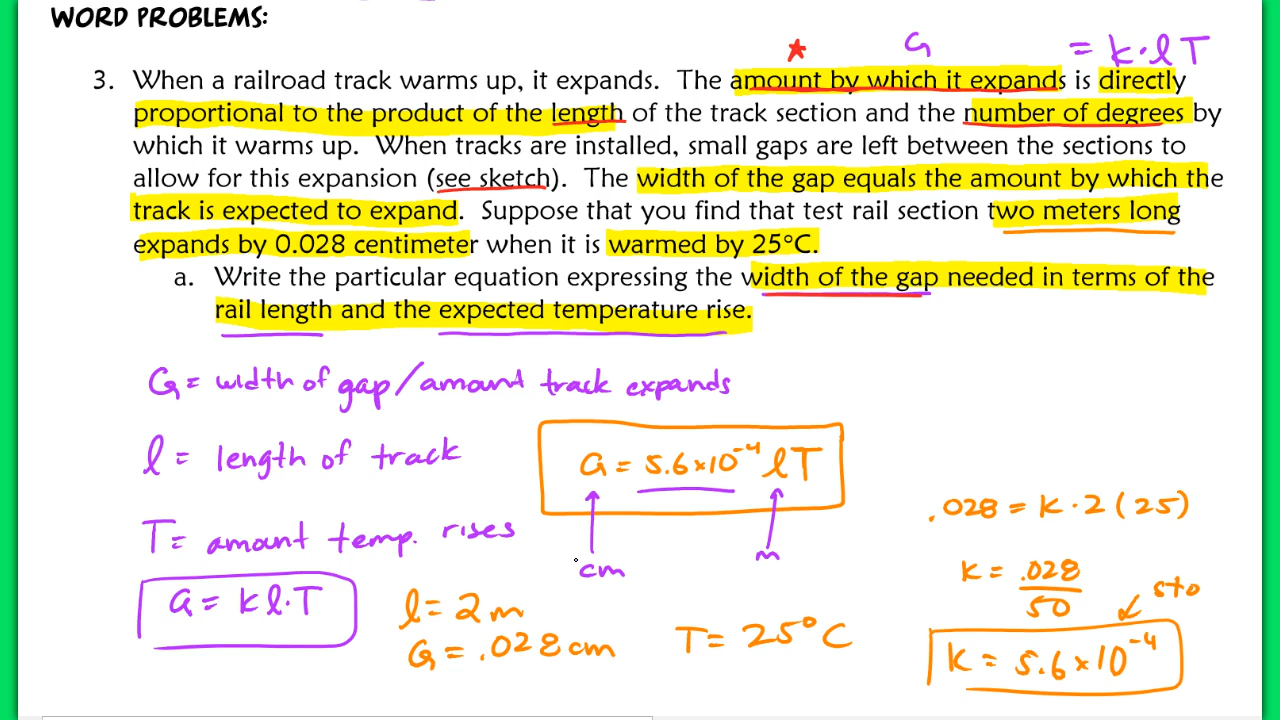 WORD PROBLEMS:
* G = k·lT
3. When a railroad track warms up, it expands. The amount by which it expands is directly
proportional to the product of the length of the track section and the number of degrees by
which it warms up. When tracks are installed, small gaps are left between the sections to
allow for this expansion (see sketch). The width of the gap equals the amount by which the
track is expected to expand. Suppose that you find that test rail section two meters long
expands by 0.028 centimeter when it is warmed by 25°C.
a. Write the particular equation expressing the width of the gap needed in terms of the
rail length and the expected temperature rise.
G = width of gap/amount track expands
l = length of track
G = 5.6×10⁻⁴ lT
.028 = k·2(25)
T = amount temp. rises
cm
m
k = .028/50
sto
G = kl·T
l = 2m
G = .028cm
T = 25°C
k = 5.6×10⁻⁴